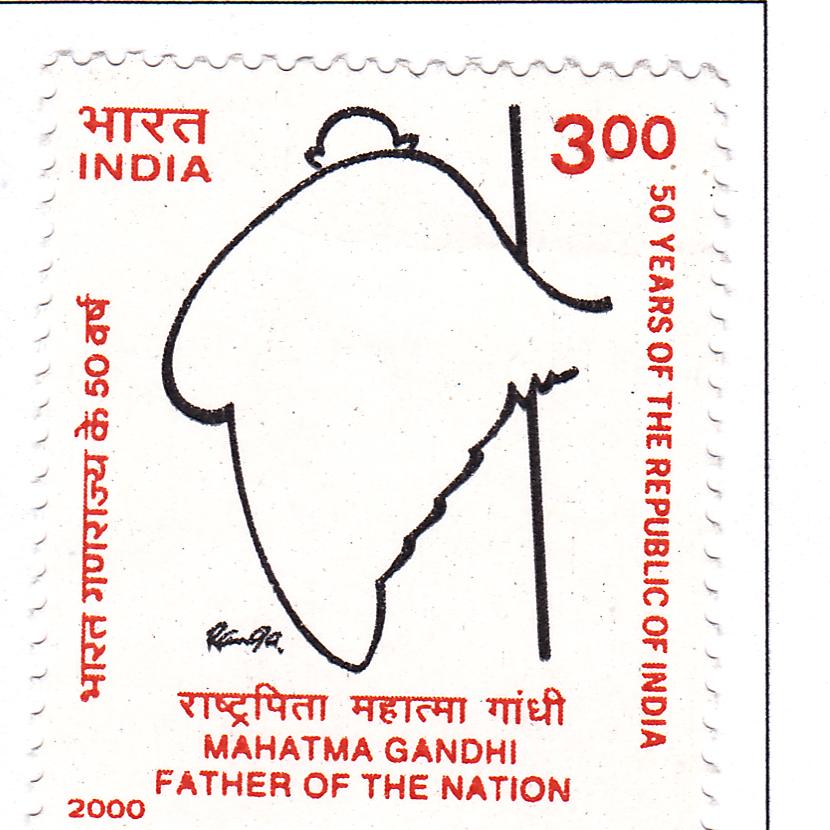 भारत
INDIA
3.00
50 YEARS OF THE REPUBLIC OF INDIA
भारत गणराज्य के 50 वर्ष
Ranga.
राष्ट्रपिता महात्मा गांधी
MAHATMA GANDHI
FATHER OF THE NATION
2000